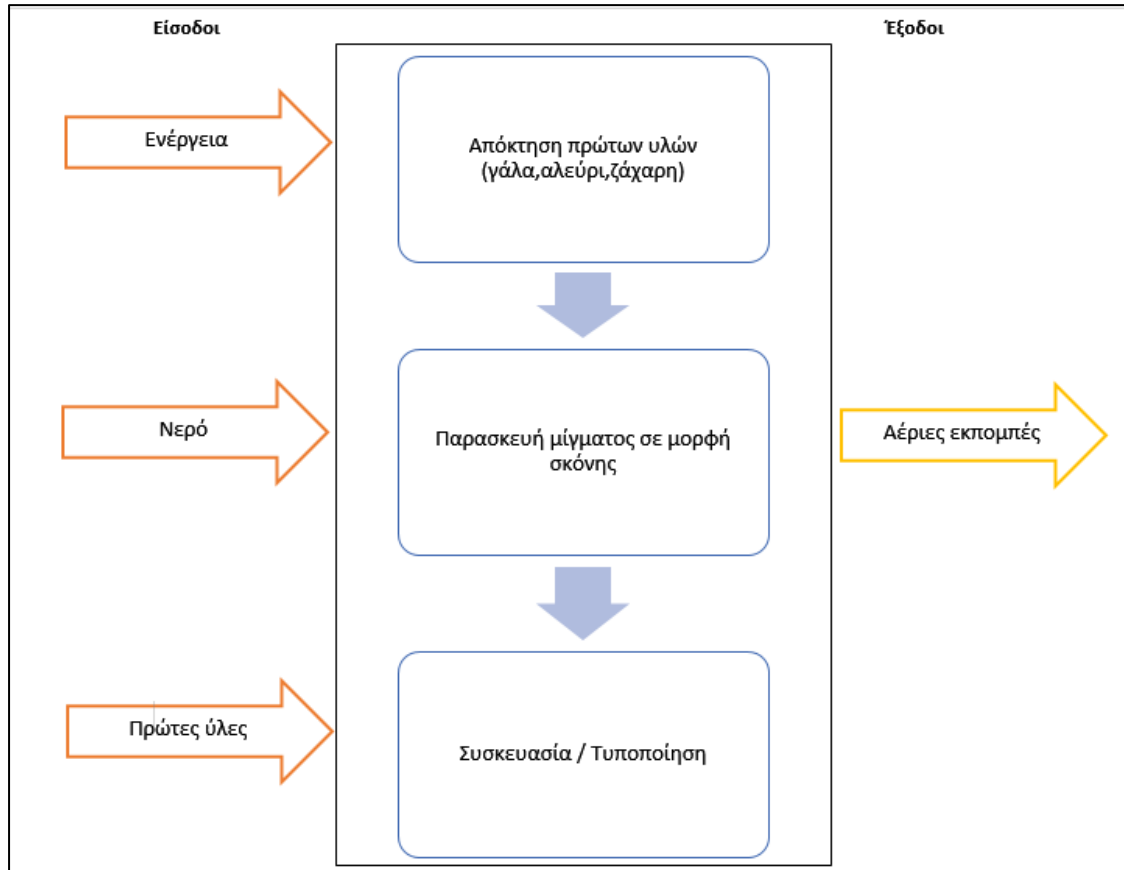 Είσοδοι
Έξοδοι
Ενέργεια
Απόκτηση πρώτων υλών
(γάλα,αλεύρι,ζάχαρη)
Νερό
Παρασκευή μίγματος σε μορφή
σκόνης
Αέριες εκπομπές
Πρώτες ύλες
Συσκευασία / Τυποποίηση